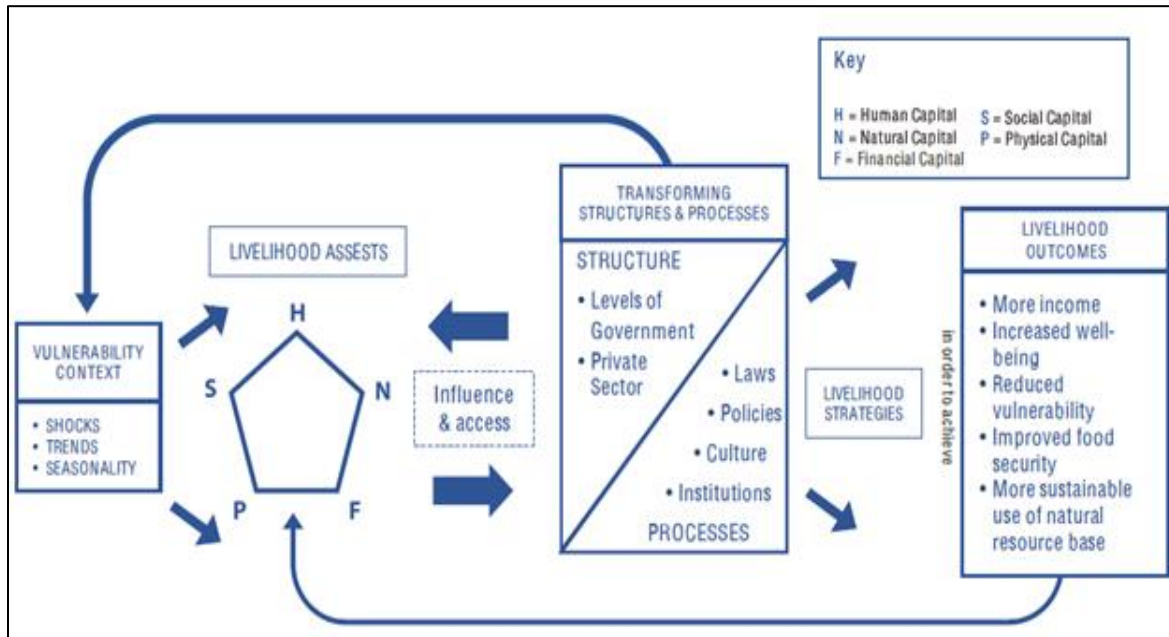 Key
H = Human Capital
S = Social Capital
N = Natural Capital
P = Physical Capital
F = Financial Capital
TRANSFORMING
STRUCTURES & PROCESSES
LIVELIHOOD
OUTCOMES
LIVELIHOOD ASSESTS
STRUCTURE
• Levels of
Government
• Private
Sector
• Laws
• Policies
• Culture
• Institutions
PROCESSES
H
S
N
P
F
VULNERABILITY
CONTEXT
• SHOCKS
• TRENDS
• SEASONALITY
Influence
& access
LIVELIHOOD
STRATEGIES
in order to achieve
• More income
• Increased well-
being
• Reduced
vulnerability
• Improved food
security
• More sustainable
use of natural
resource base